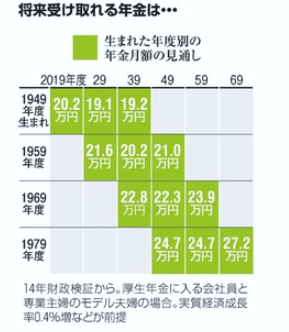 将来受け取れる年金は・・・
生まれた年度別の
年金月額の見通し
2019年度 29 39 49 59 69
1949
年度
生まれ
20.2
万円
19.1
万円
19.2
万円
1959
年度
21.6
万円
20.2
万円
21.0
万円
1969
年度
22.8
万円
22.3
万円
23.9
万円
1979
年度
24.7
万円
24.7
万円
27.2
万円
14年財政検証から。厚生年金に入る会社員と
専業主婦のモデル夫婦の場合。実質経済成長
率0.4%増などが前提